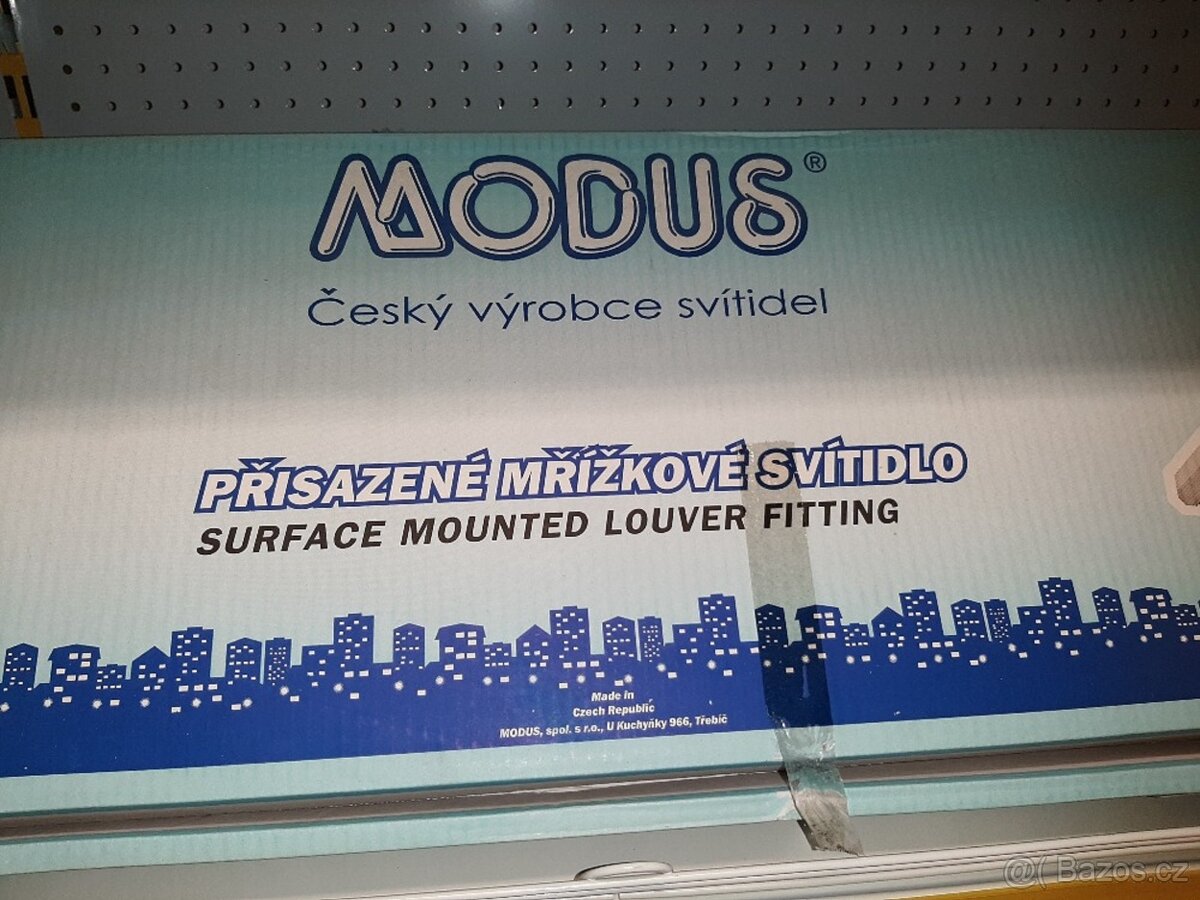 MODUS®
Český výrobce svítidel
PŘISAZENÉ MŘÍŽKOVÉ SVÍTIDLO
SURFACE MOUNTED LOUVER FITTING
Made in
Czech Republic
MODUS, spol. s r.o., U Kuchyňky 966, Třebíč
@( Bazos.cz